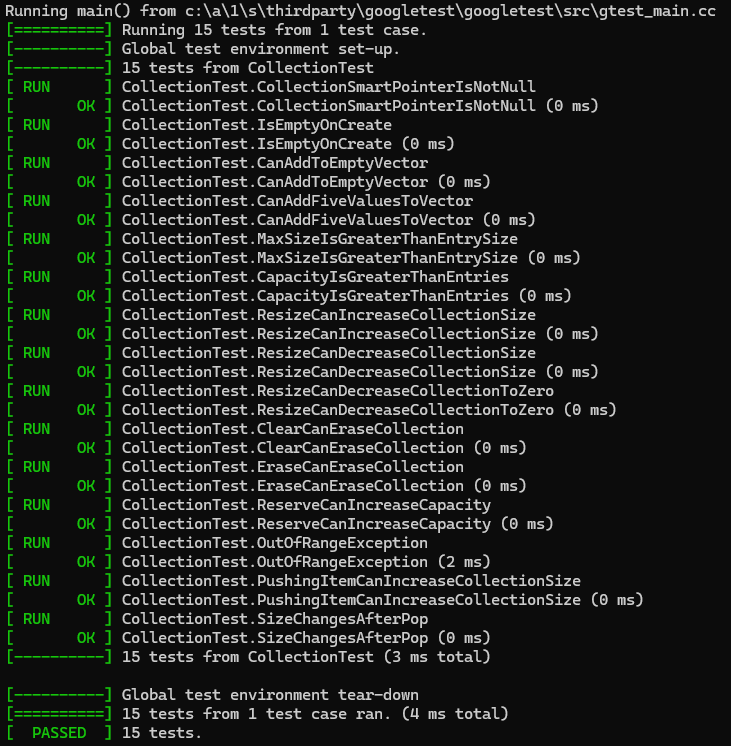 Running main() from c:\a\1\s\thirdparty\googletest\googletest\src\gtest_main.cc
[==========] Running 15 tests from 1 test case.
[----------] Global test environment set-up.
[----------] 15 tests from CollectionTest
[ RUN      ] CollectionTest.CollectionSmartPointerIsNotNull
[       OK ] CollectionTest.CollectionSmartPointerIsNotNull (0 ms)
[ RUN      ] CollectionTest.IsEmptyOnCreate
[       OK ] CollectionTest.IsEmptyOnCreate (0 ms)
[ RUN      ] CollectionTest.CanAddToEmptyVector
[       OK ] CollectionTest.CanAddToEmptyVector (0 ms)
[ RUN      ] CollectionTest.CanAddFiveValuesToVector
[       OK ] CollectionTest.CanAddFiveValuesToVector (0 ms)
[ RUN      ] CollectionTest.MaxSizeIsGreaterThanEntrySize
[       OK ] CollectionTest.MaxSizeIsGreaterThanEntrySize (0 ms)
[ RUN      ] CollectionTest.CapacityIsGreaterThanEntries
[       OK ] CollectionTest.CapacityIsGreaterThanEntries (0 ms)
[ RUN      ] CollectionTest.ResizeCanIncreaseCollectionSize
[       OK ] CollectionTest.ResizeCanIncreaseCollectionSize (0 ms)
[ RUN      ] CollectionTest.ResizeCanDecreaseCollectionSize
[       OK ] CollectionTest.ResizeCanDecreaseCollectionSize (0 ms)
[ RUN      ] CollectionTest.ResizeCanDecreaseCollectionToZero
[       OK ] CollectionTest.ResizeCanDecreaseCollectionToZero (0 ms)
[ RUN      ] CollectionTest.ClearCanEraseCollection
[       OK ] CollectionTest.ClearCanEraseCollection (0 ms)
[ RUN      ] CollectionTest.EraseCanEraseCollection
[       OK ] CollectionTest.EraseCanEraseCollection (0 ms)
[ RUN      ] CollectionTest.ReserveCanIncreaseCapacity
[       OK ] CollectionTest.ReserveCanIncreaseCapacity (0 ms)
[ RUN      ] CollectionTest.OutOfRangeException
[       OK ] CollectionTest.OutOfRangeException (2 ms)
[ RUN      ] CollectionTest.PushingItemCanIncreaseCollectionSize
[       OK ] CollectionTest.PushingItemCanIncreaseCollectionSize (0 ms)
[ RUN      ] CollectionTest.SizeChangesAfterPop
[       OK ] CollectionTest.SizeChangesAfterPop (0 ms)
[----------] 15 tests from CollectionTest (3 ms total)

[----------] Global test environment tear-down
[==========] 15 tests from 1 test case ran. (4 ms total)
[  PASSED  ] 15 tests.